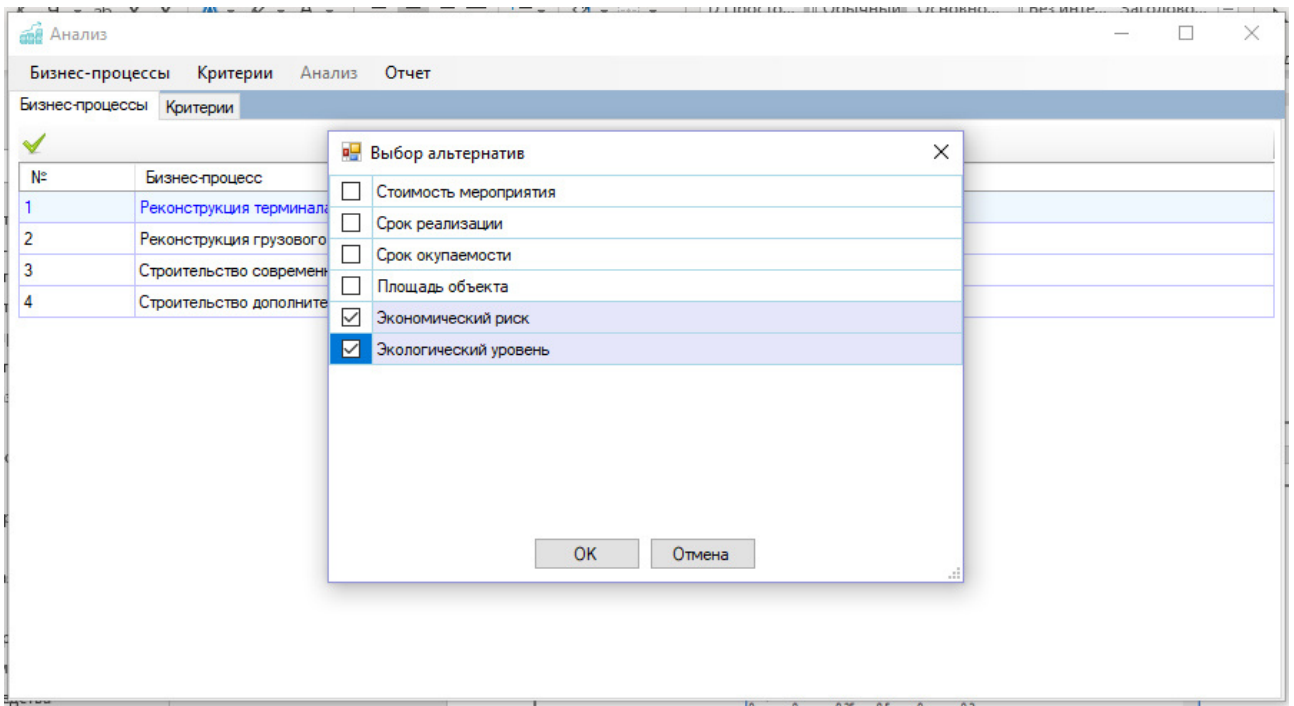 Анализ
Бизнес-процессы Критерии Анализ Отчет
Бизнес-процессы Критерии
Выбор альтернатив
№ Бизнес-процесс
Стоимость мероприятия
1 Реконструкция терминала
Срок реализации
2 Реконструкция грузового
Срок окупаемости
3 Строительство
Площадь объекта
4 Строительство
Экономический риск
Экологический уровень
OK Отмена